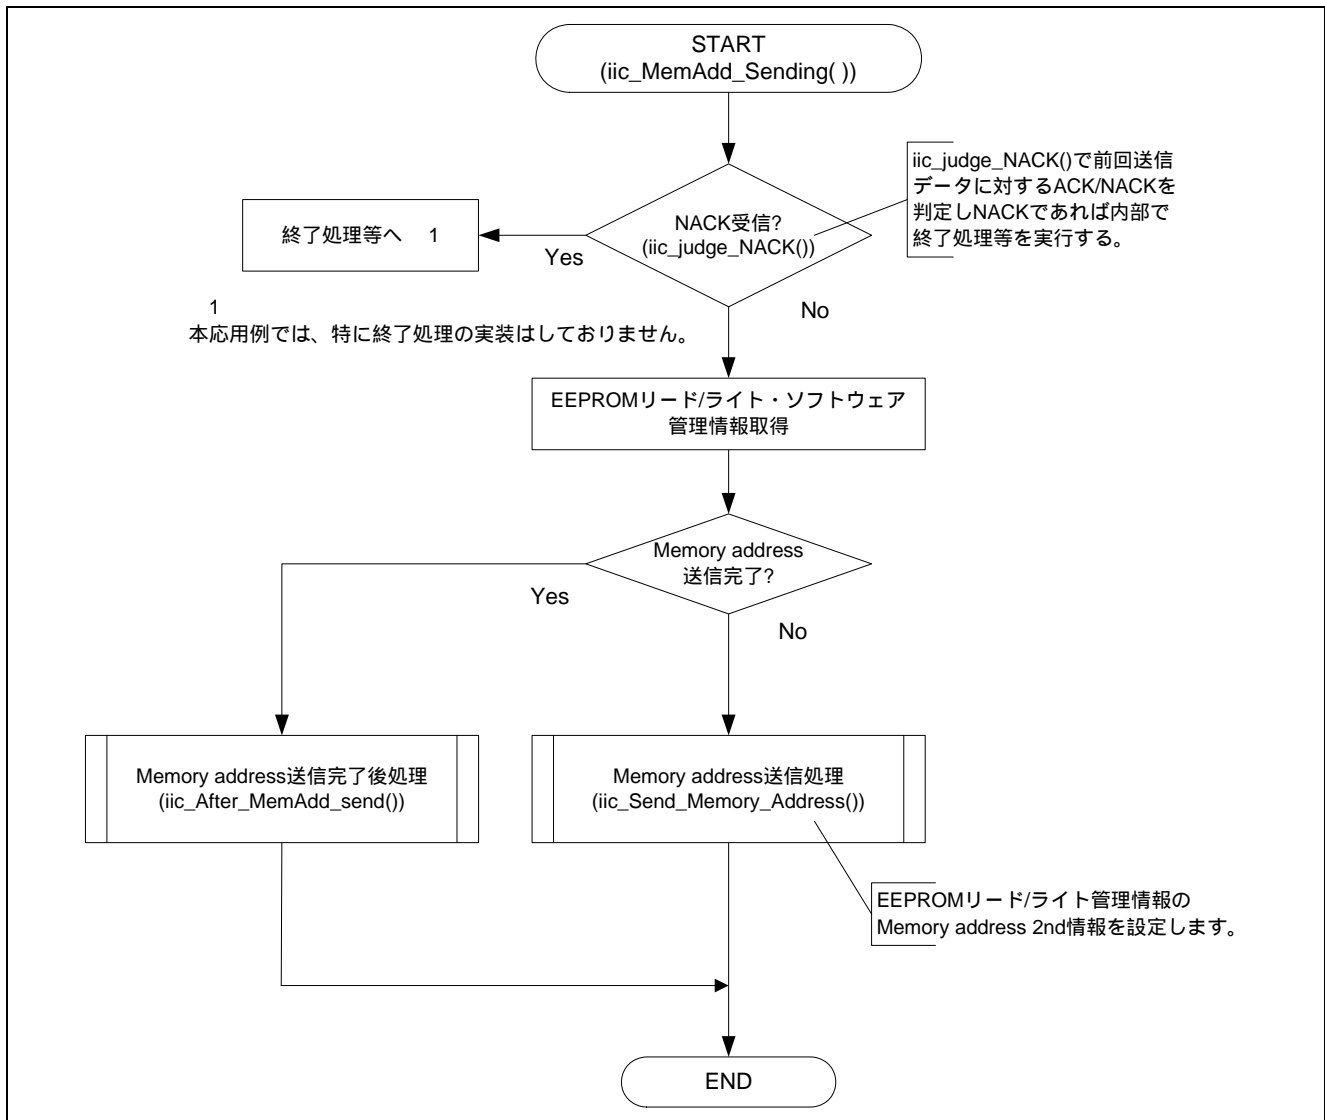 START
(iic_MemAdd_Sending( ))
iic_judge_NACK()で前回送信
データに対するACK/NACKを
判定しNACKであれば内部で
終了処理等を実行する。
NACK受信?
(iic_judge_NACK())
終了処理等へ 1
Yes
No
1
本応用例では、特に終了処理の実装はしておりません。
EEPROMリード/ライト・ソフトウェア
管理情報取得
Memory address
送信完了?
Yes
No
Memory address送信完了後処理
(iic_After_MemAdd_send())
Memory address送信処理
(iic_Send_Memory_Address())
EEPROMリード/ライト管理情報の
Memory address 2nd情報を設定します。
END